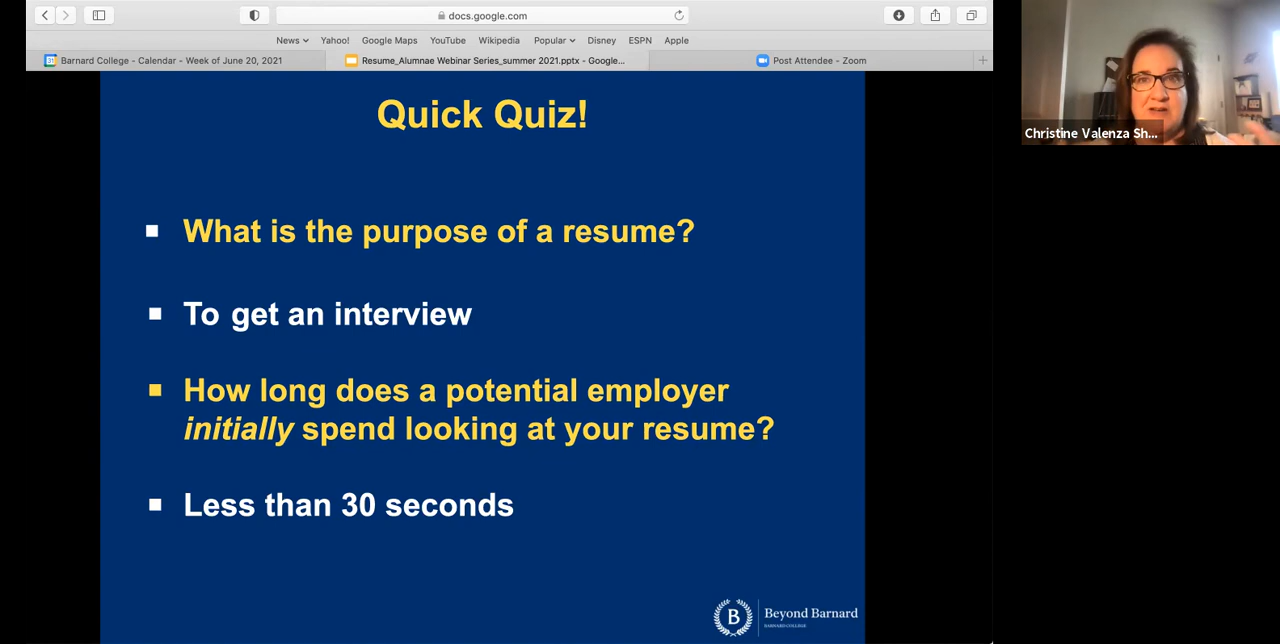 docs.google.com
News
Yahoo!
Google Maps
YouTube
Wikipedia
Popular
Disney
ESPN
Apple
31
Barnard College - Calendar - Week of June 20, 2021
Resume_Alumnae Webinar Series_summer 2021.pptx - Google...
Post Attendee - Zoom
Christine Valenza Sh...
Quick Quiz!
What is the purpose of a resume?
To get an interview
How long does a potential employer
initially spend looking at your resume?
Less than 30 seconds
B
Beyond Barnard
BARNARD COLLEGE